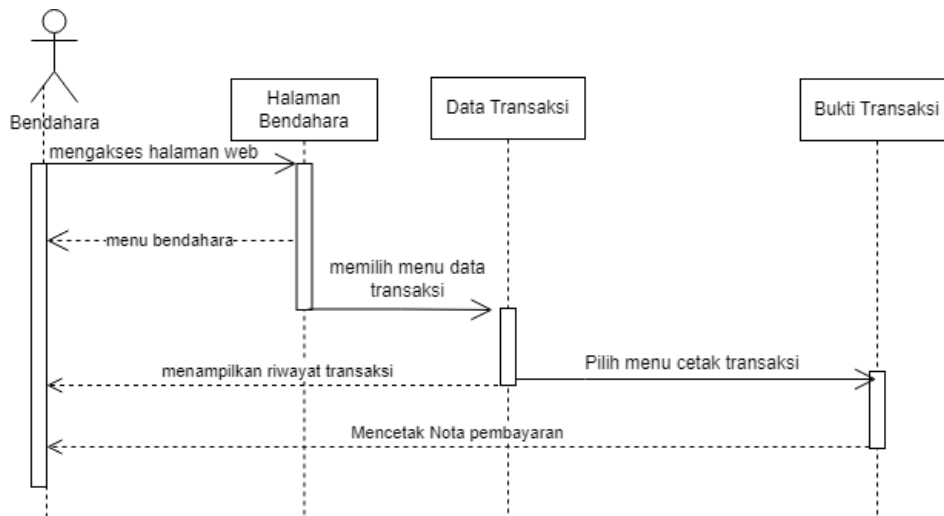 Bendahara
Halaman
Bendahara
Data Transaksi
Bukti Transaksi
mengakses halaman web
menu bendahara
memilih menu data
transaksi
Pilih menu cetak transaksi
menampilkan riwayat transaksi
Mencetak Nota pembayaran